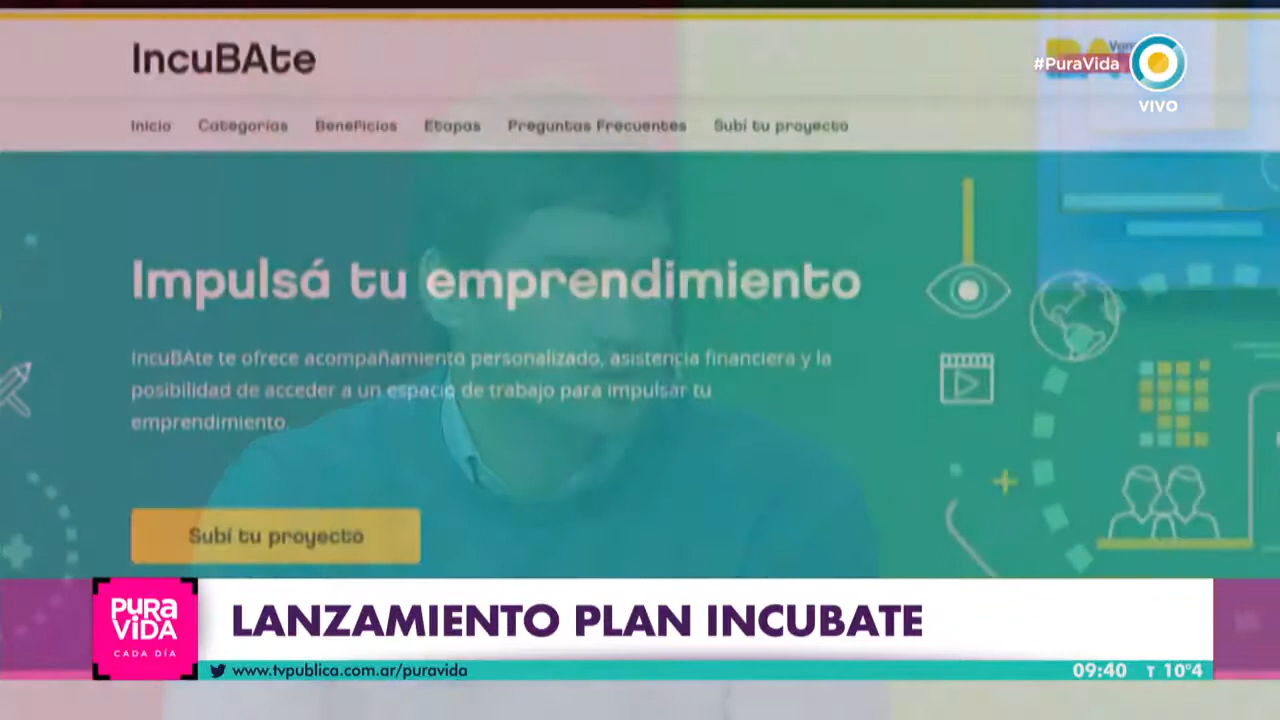 IncuBAte
#PuraVida
VIVO
Inicio Categorías Beneficios Etapas Preguntas Frecuentes Subí tu proyecto
Impulsá tu emprendimiento
IncuBAte te ofrece acompañamiento personalizado, asistencia financiera y la
posibilidad de acceder a un espacio de trabajo para impulsar tu
emprendimiento.
Subí tu proyecto
PURA
VIDA
CADA DÍA
LANZAMIENTO PLAN INCUBATE
www.tvpublica.com.ar/puravida
09:40 T 10°4